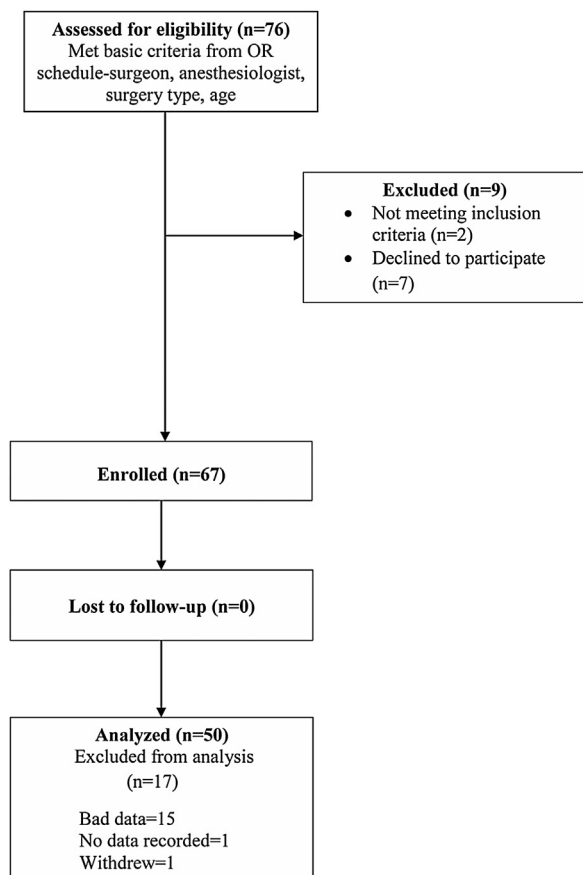 Assessed for eligibility (n=76)
Met basic criteria from OR
schedule-surgeon, anesthesiologist,
surgery type, age
Excluded (n=9)
• Not meeting inclusion
criteria (n=2)
• Declined to participate
(n=7)
Enrolled (n=67)
Lost to follow-up (n=0)
Analyzed (n=50)
Excluded from analysis
(n=17)
Bad data=15
No data recorded=1
Withdrew=1